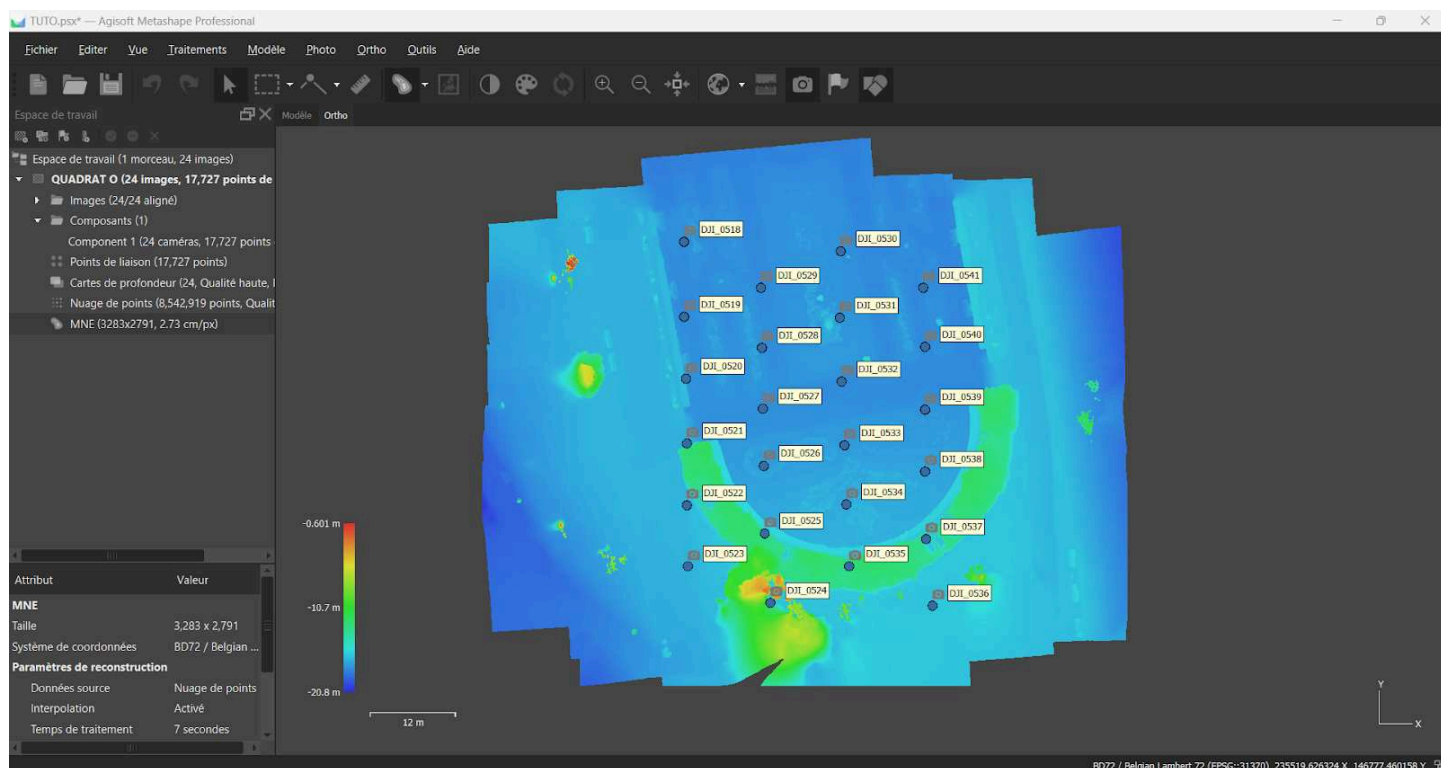 TUTO.psx* — Agisoft Metashape Professional
Fichier Editer Vue Traitements Modèle Photo Ortho Outils Aide
Espace de travail
Modèle Ortho
Espace de travail (1 morceau, 24 images)
QUADRAT O (24 images, 17,727 points de
Images (24/24 aligné)
Composants (1)
Component 1 (24 caméras, 17,727 points
Points de liaison (17,727 points)
Cartes de profondeur (24, Qualité haute,
Nuage de points (8,542,919 points, Qualit
MNE (3283x2791, 2.73 cm/px)
Attribut Valeur
MNE
Taille 3,283 x 2,791
Système de coordonnées BD72 / Belgian ...
Paramètres de reconstruction
Données source Nuage de points
Interpolation Activé
Temps de traitement 7 secondes
DJI_0518
DJI_0530
DJI_0529
DJI_0541
DJI_0519
DJI_0531
DJI_0528
DJI_0540
DJI_0520
DJI_0532
DJI_0527
DJI_0539
DJI_0521
DJI_0533
DJI_0526
DJI_0538
DJI_0522
DJI_0534
DJI_0525
DJI_0537
DJI_0523
DJI_0535
DJI_0524
DJI_0536
-0.601 m
-10.7 m
-20.8 m
12 m
Y
X
BD72 / Belgian Lambert 72 (EPSG::31370) 235519.626324 X, 146777.460158 Y